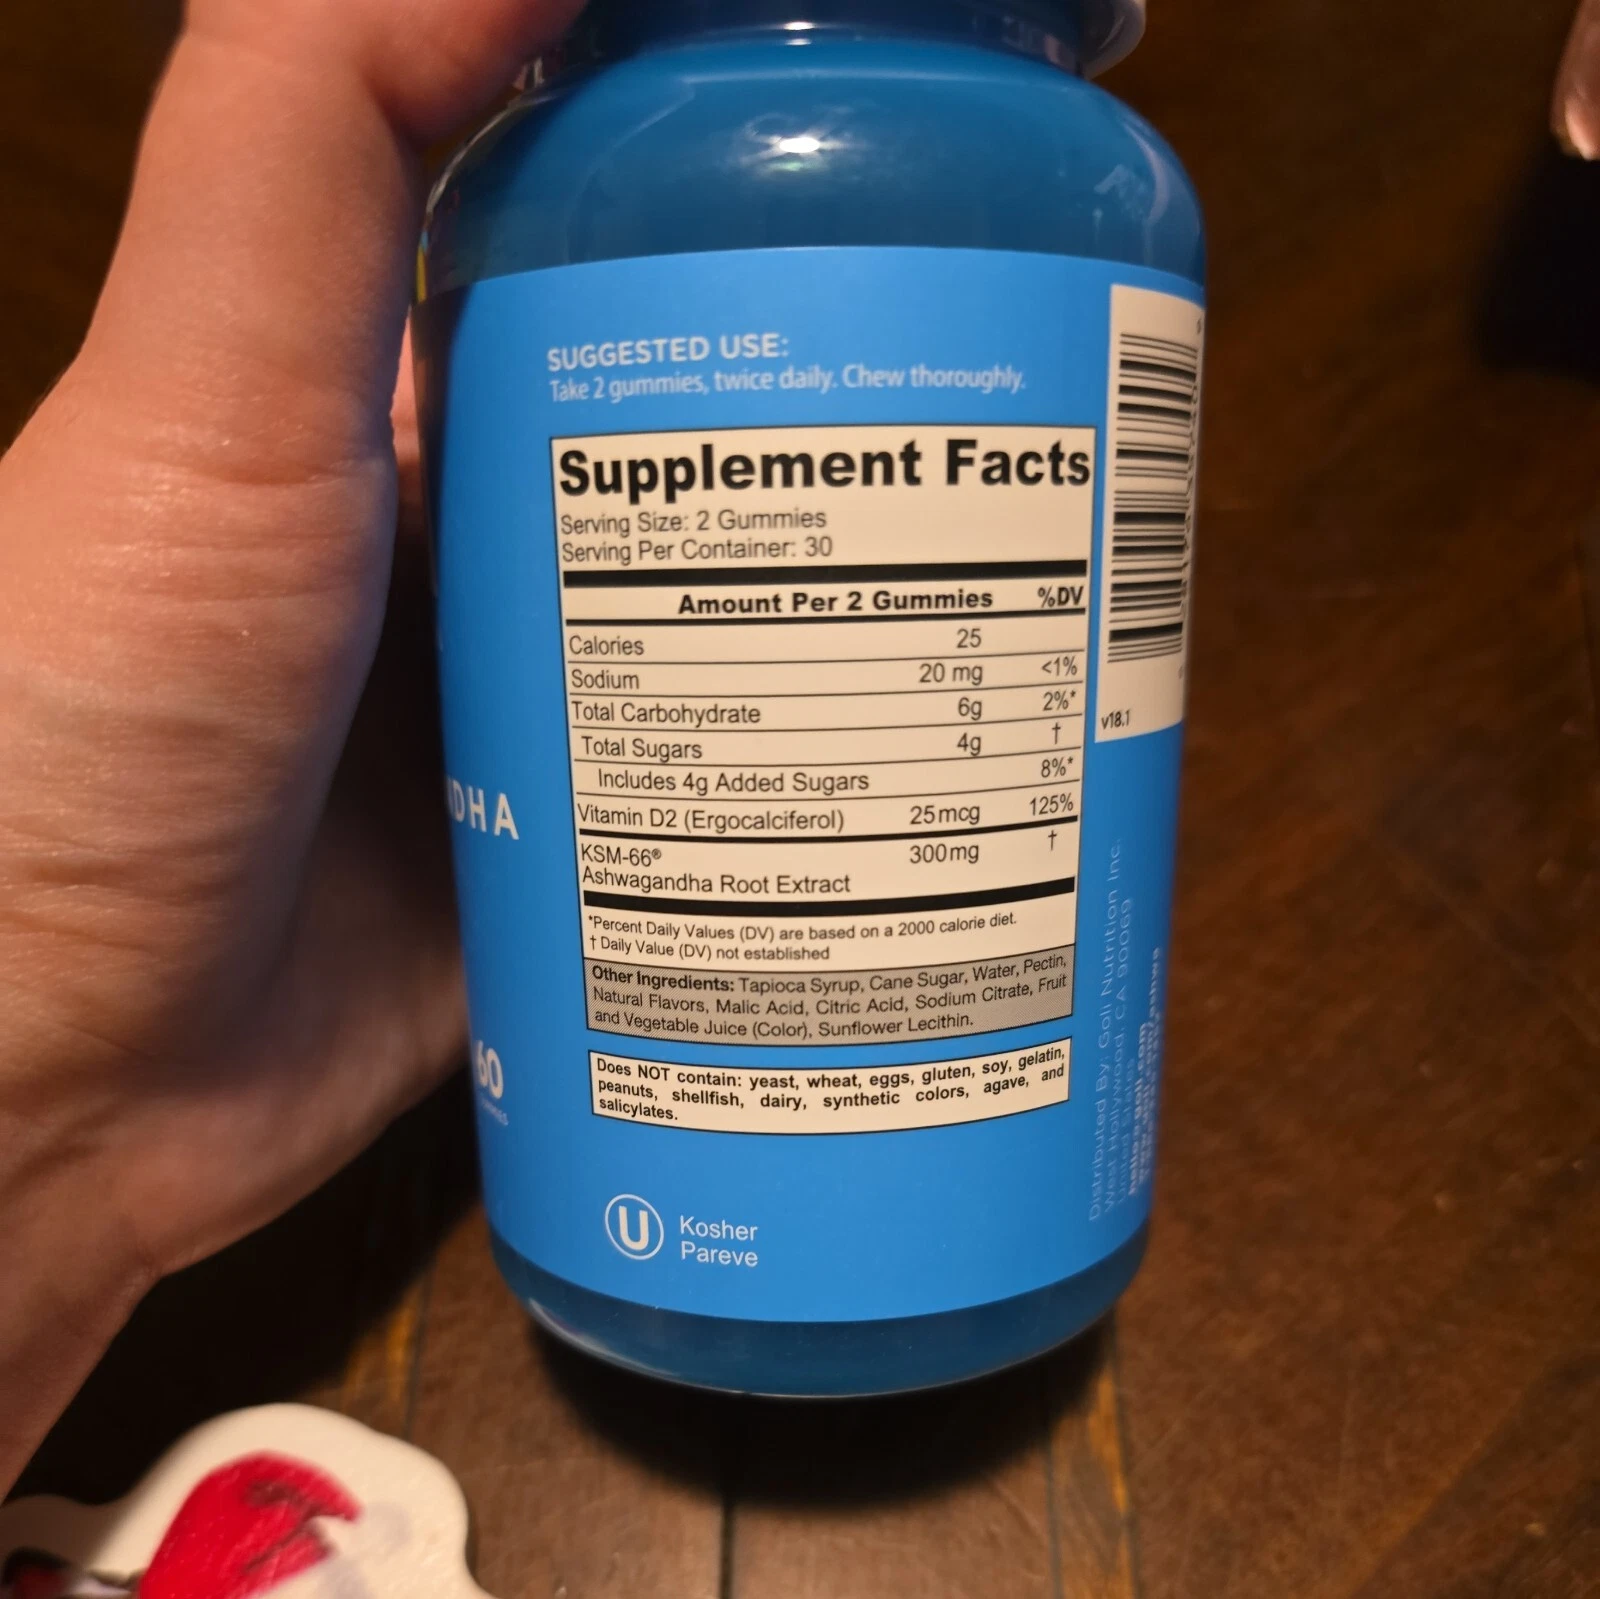 SUGGESTED USE:
Take 2 gummies, twice daily. Chew thoroughly.
Supplement Facts
Serving Size: 2 Gummies
Serving Per Container: 30
Amount Per 2 Gummies %DV
Calories 25
Sodium 20 mg <1%
Total Carbohydrate 6g 2%*
Total Sugars 4g †
Includes 4g Added Sugars 8%*
Vitamin D2 (Ergocalciferol) 25mcg 125%
KSM-66® 300mg †
Ashwagandha Root Extract
*Percent Daily Values (DV) are based on a 2000 calorie diet.
† Daily Value (DV) not established
Other Ingredients: Tapioca Syrup, Cane Sugar, Water, Pectin,
Natural Flavors, Malic Acid, Citric Acid, Sodium Citrate, Fruit
and Vegetable Juice (Color), Sunflower Lecithin.
Does NOT contain: yeast, wheat, eggs, gluten, soy, gelatin,
peanuts, shellfish, dairy, synthetic colors, agave, and
salicylates.
U Kosher
Pareve
NDHA
60
v18.1
Distributed By: Goli Nutrition Inc.
West Hollywood, CA 90069
United States
hello@goli.com